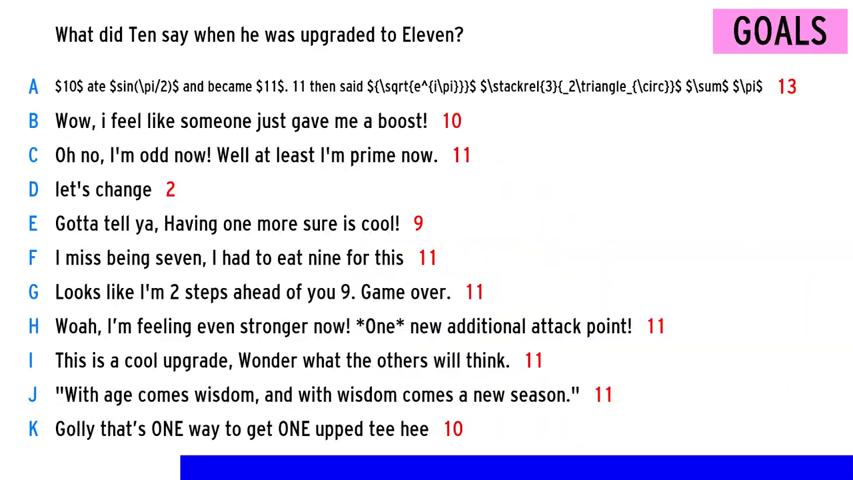 What did Ten say when he was upgraded to Eleven?
GOALS
A $10$ ate $sin(\pi/2)$ and became $11$. 11 then said ${\sqrt{e^{i\pi}}}$ $\stackrel{3}{_2\triangle_{\circ}}$ $\sum$ $\pi$ 13
B Wow, i feel like someone just gave me a boost! 10
C Oh no, I'm odd now! Well at least I'm prime now. 11
D let's change 2
E Gotta tell ya, Having one more sure is cool! 9
F I miss being seven, I had to eat nine for this 11
G Looks like I'm 2 steps ahead of you 9. Game over. 11
H Woah, I’m feeling even stronger now! *One* new additional attack point! 11
I This is a cool upgrade, Wonder what the others will think. 11
J "With age comes wisdom, and with wisdom comes a new season." 11
K Golly that’s ONE way to get ONE upped tee hee 10